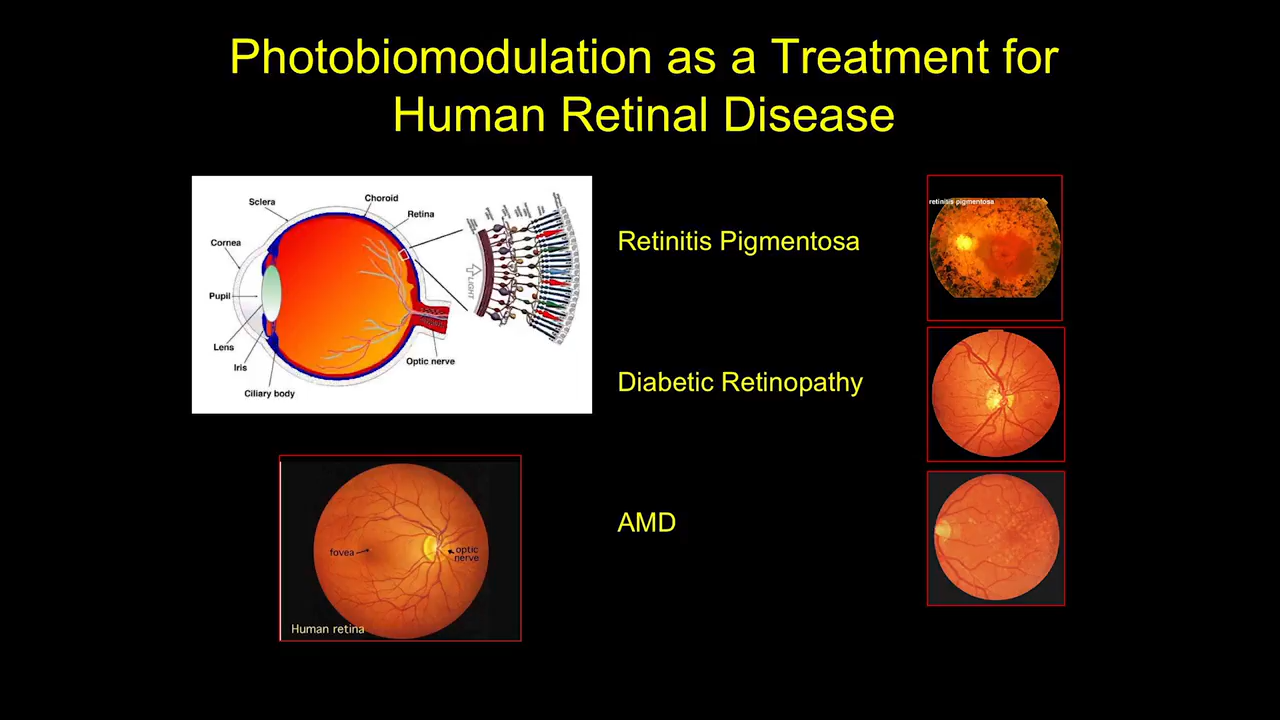 Photobiomodulation as a Treatment for
Human Retinal Disease
Sclera
Choroid
Retina
Cornea
Pupil
LIGHT
Lens
Iris
Optic nerve
Ciliary body
Retinitis Pigmentosa
retinitis pigmentosa
Diabetic Retinopathy
AMD
fovea
optic
nerve
Human retina